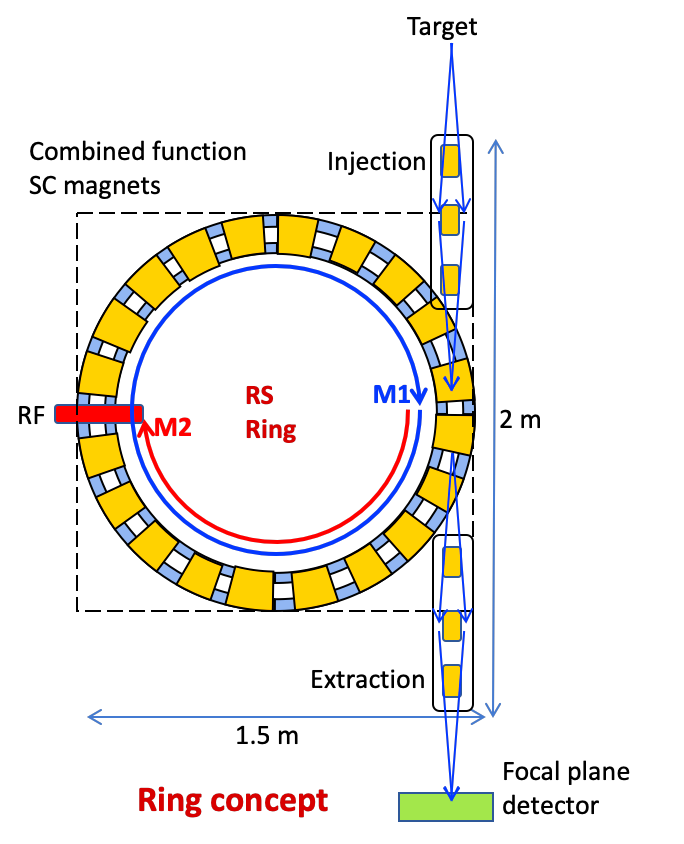 Target
Combined function
SC magnets
Injection
RS
Ring
M1
RF
M2
2 m
Extraction
1.5 m
Ring concept
Focal plane
detector